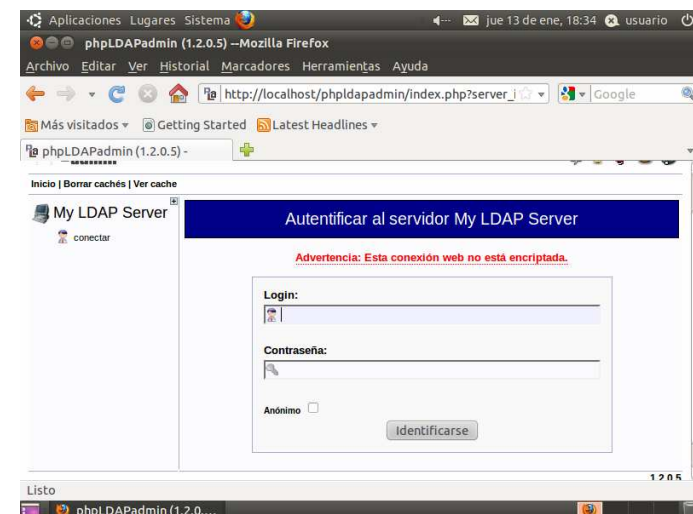 Aplicaciones Lugares Sistema jue 13 de ene, 18:34 usuario
phpLDAPadmin (1.2.0.5) --Mozilla Firefox
Archivo Editar Ver Historial Marcadores Herramientas Ayuda
http://localhost/phpldapadmin/index.php?server_i Google
Más visitados Getting Started Latest Headlines
phpLDAPadmin (1.2.0.5) -
Inicio | Borrar cachés | Ver cache
My LDAP Server
conectar
Autentificar al servidor My LDAP Server
Advertencia: Esta conexión web no está encriptada.
Login:
Contraseña:
Anónimo
Identificarse
1.2.0.5
Listo
phpLDAPadmin (1.2.0....